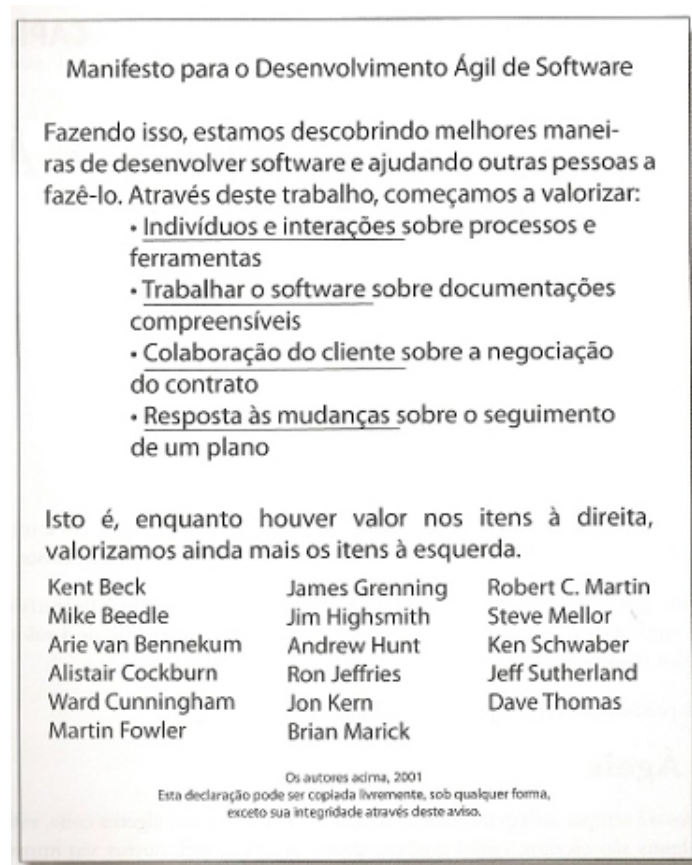 Manifesto para o Desenvolvimento Ágil de Software
Fazendo isso, estamos descobrindo melhores manei-
ras de desenvolver software e ajudando outras pessoas a
fazê-lo. Através deste trabalho, começamos a valorizar:
• Indivíduos e interações sobre processos e
ferramentas
• Trabalhar o software sobre documentações
compreensíveis
• Colaboração do cliente sobre a negociação
do contrato
• Resposta às mudanças sobre o seguimento
de um plano
Isto é, enquanto houver valor nos itens à direita,
valorizamos ainda mais os itens à esquerda.
Kent Beck James Grenning Robert C. Martin
Mike Beedle Jim Highsmith Steve Mellor
Arie van Bennekum Andrew Hunt Ken Schwaber
Alistair Cockburn Ron Jeffries Jeff Sutherland
Ward Cunningham Jon Kern Dave Thomas
Martin Fowler Brian Marick
Os autores acima, 2001
Esta declaração pode ser copiada livremente, sob qualquer forma,
exceto sua integridade através deste aviso.